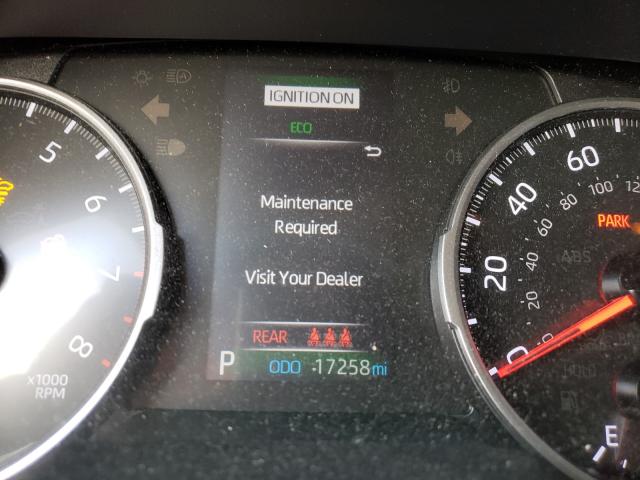 IGNITION ON
ECO
Maintenance
Required
Visit Your Dealer
REAR
P ODO 17258 mi
5
6
7
8
x1000
RPM
0
20
40
60
20
40
60
80
100
PARK
ABS
E